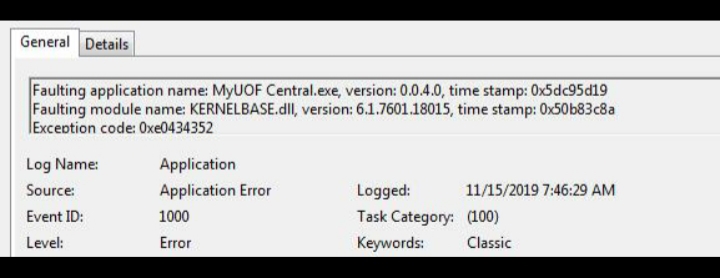 General Details
Faulting application name: MyUOF Central.exe, version: 0.0.4.0, time stamp: 0x5dc95d19
Faulting module name: KERNELBASE.dll, version: 6.1.7601.18015, time stamp: 0x50b83c8a
Exception code: 0xe0434352
Log Name: Application
Source: Application Error Logged: 11/15/2019 7:46:29 AM
Event ID: 1000 Task Category: (100)
Level: Error Keywords: Classic